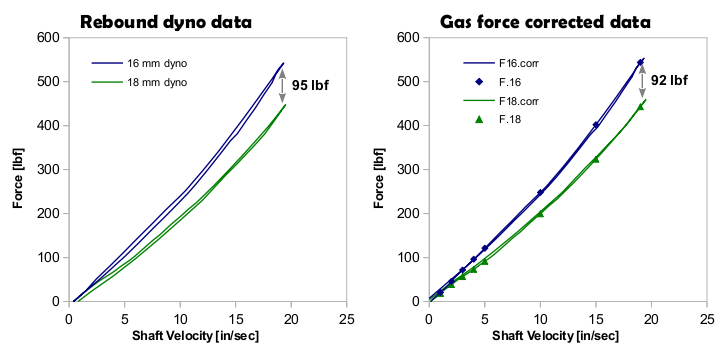 Rebound dyno data
600
500
400
300
200
100
0
0 5 10 15 20 25
Force [lbf]
Shaft Velocity [in/sec]
16 mm dyno
18 mm dyno
95 lbf
Gas force corrected data
600
500
400
300
200
100
0
0 5 10 15 20 25
Force [lbf]
Shaft Velocity [in/sec]
F16.corr
F.16
F18.corr
F.18
92 lbf